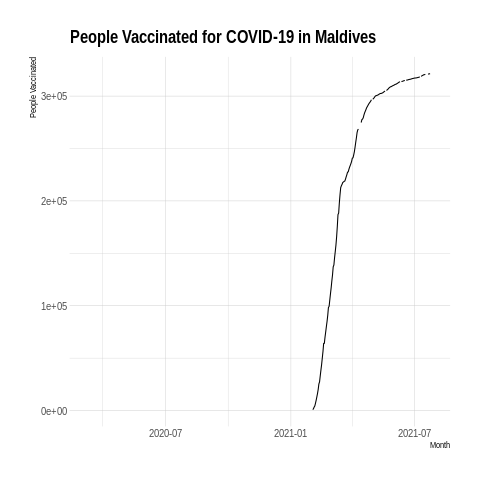 People Vaccinated for COVID-19 in Maldives
People Vaccinated
3e+05
2e+05
1e+05
0e+00
2020-07
2021-01
2021-07
Month